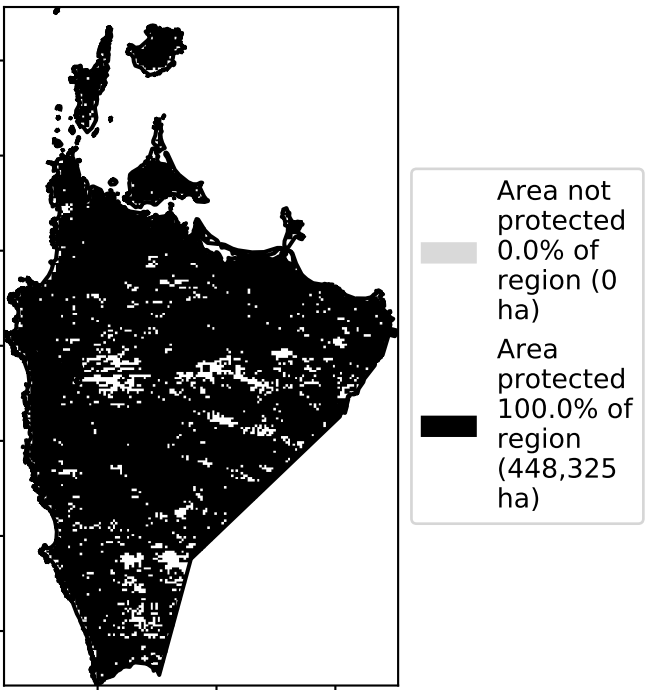 Area not
protected
0.0% of
region (0
ha)
Area
protected
100.0% of
region
(448,325
ha)